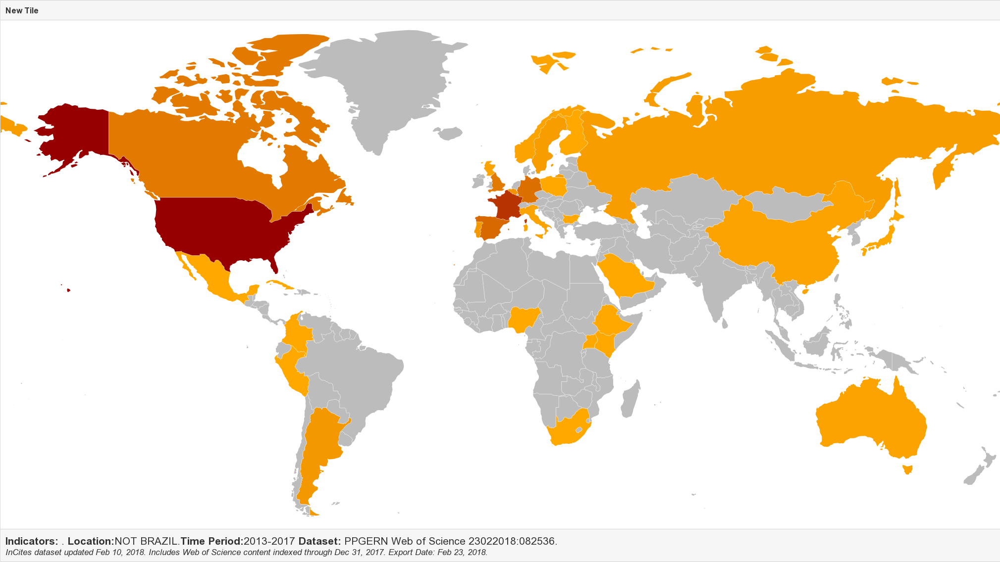 New Tile
Indicators: . Location:NOT BRAZIL.Time Period:2013-2017 Dataset: PPGERN Web of Science 23022018:082536.
InCites dataset updated Feb 10, 2018. Includes Web of Science content indexed through Dec 31, 2017. Export Date: Feb 23, 2018.